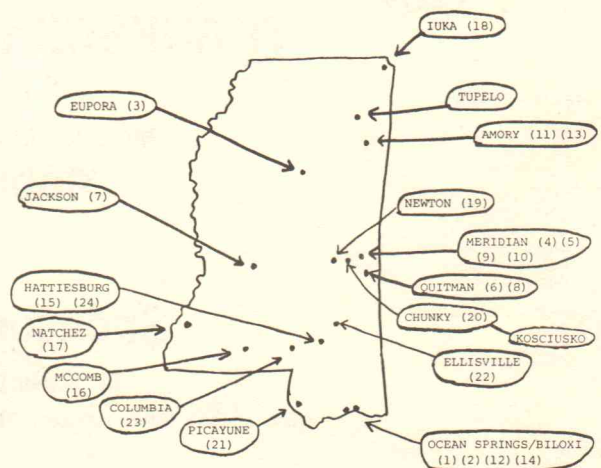 IUKA (18)
EUPORA (3)
TUPELO
AMORY (11) (13)
JACKSON (7)
NEWTON (19)
MERIDIAN (4) (5)
(9) (10)
HATTIESBURG
(15) (24)
QUITMAN (6) (8)
NATCHEZ
(17)
CHUNKY (20)
KOSCIUSKO
MCCOMB
(16)
ELLISVILLE
(22)
COLUMBIA
(23)
PICAYUNE
(21)
OCEAN SPRINGS/BILOXI
(1) (2) (12) (14)